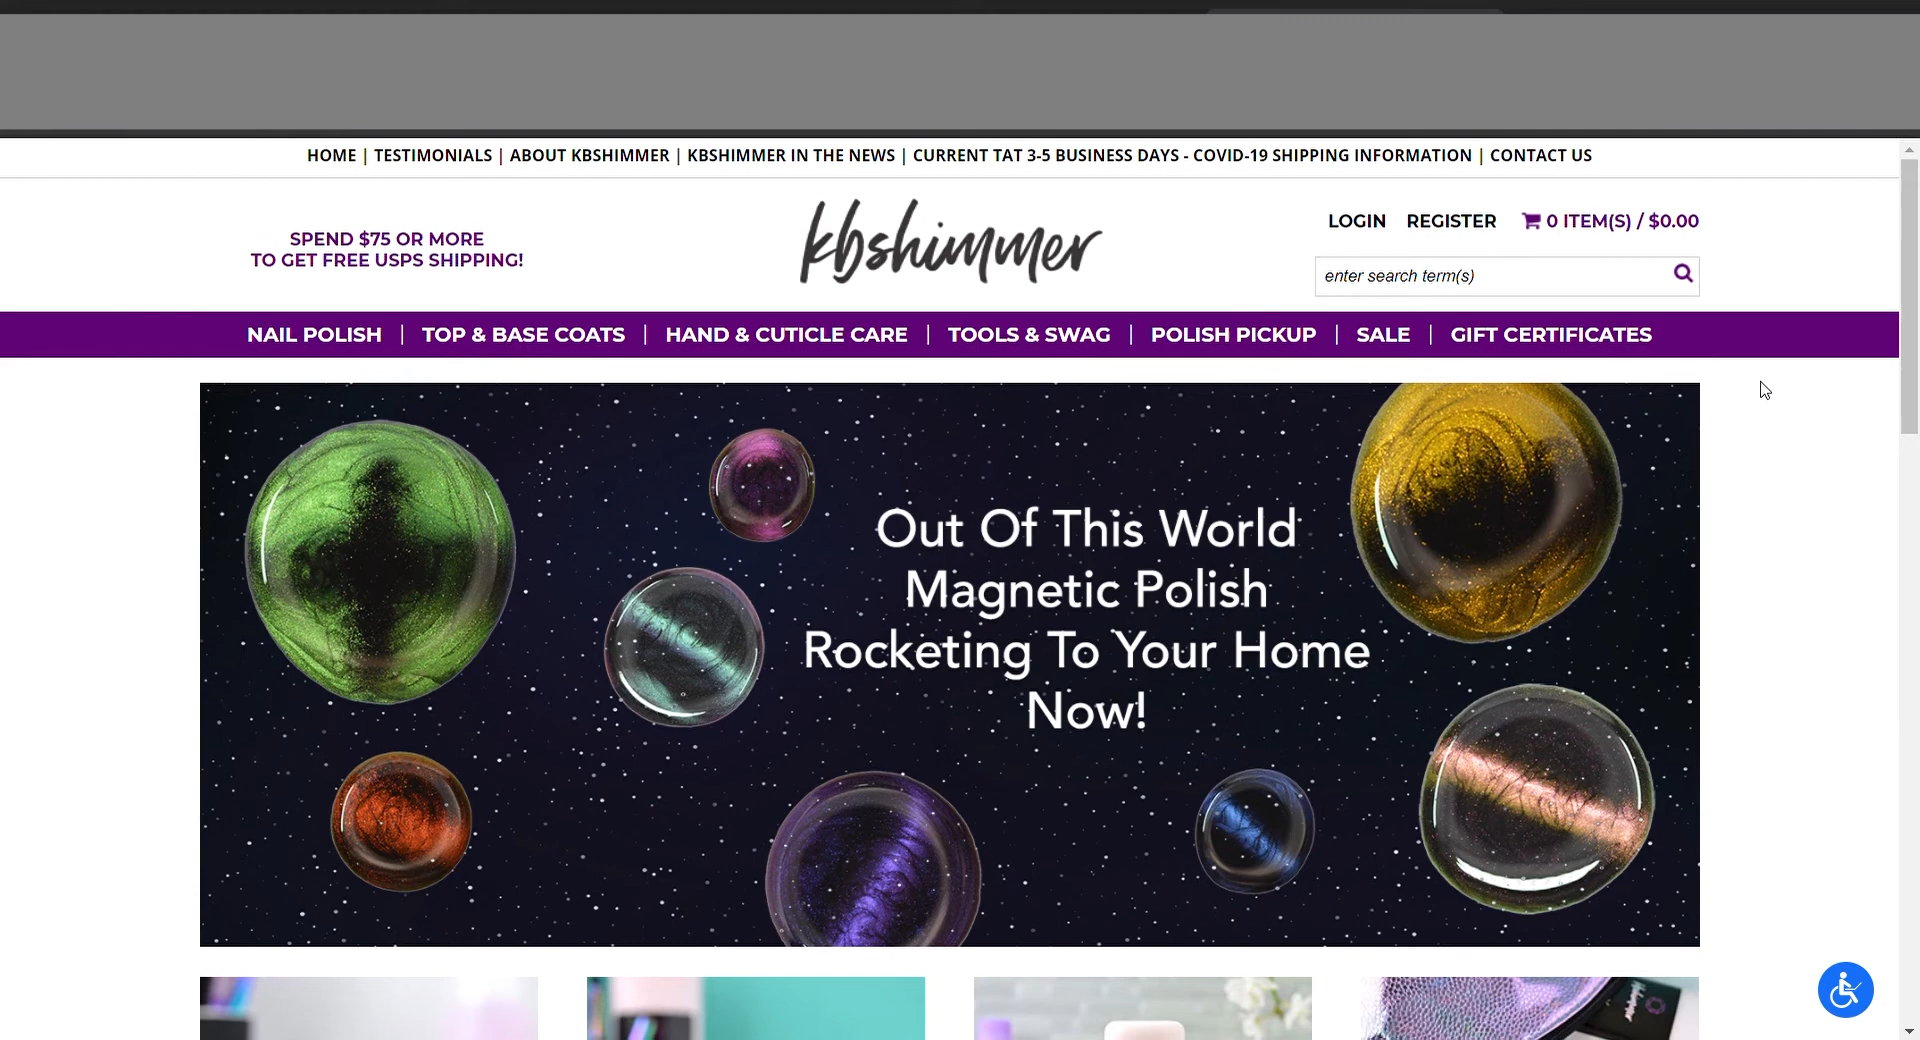 HOME | TESTIMONIALS | ABOUT KBSHIMMER | KBSHIMMER IN THE NEWS | CURRENT TAT 3-5 BUSINESS DAYS - COVID-19 SHIPPING INFORMATION | CONTACT US
SPEND $75 OR MORE
TO GET FREE USPS SHIPPING!
kbshimmer
LOGIN REGISTER 0 ITEM(S) / $0.00
enter search term(s)
NAIL POLISH | TOP & BASE COATS | HAND & CUTICLE CARE | TOOLS & SWAG | POLISH PICKUP | SALE | GIFT CERTIFICATES
Out Of This World
Magnetic Polish
Rocketing To Your Home
Now!
kbshimmer